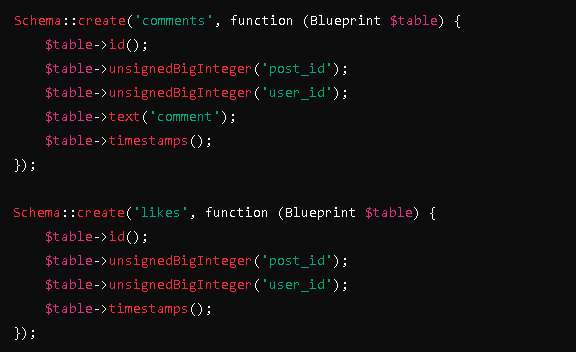 Schema::create('comments', function (Blueprint $table) {
    $table->id();
    $table->unsignedBigInteger('post_id');
    $table->unsignedBigInteger('user_id');
    $table->text('comment');
    $table->timestamps();
});

Schema::create('likes', function (Blueprint $table) {
    $table->id();
    $table->unsignedBigInteger('post_id');
    $table->unsignedBigInteger('user_id');
    $table->timestamps();
});